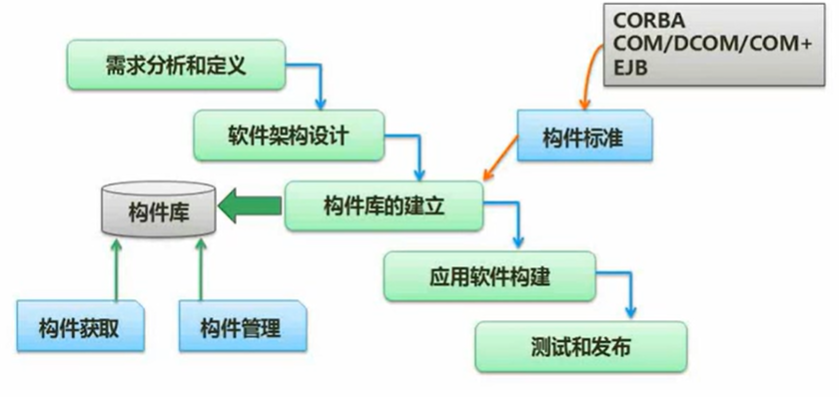 CORBA
COM/DCOM/COM+
EJB
需求分析和定义
软件架构设计
构件标准
构件库的建立
构件库
应用软件构建
构件获取
构件管理
测试和发布